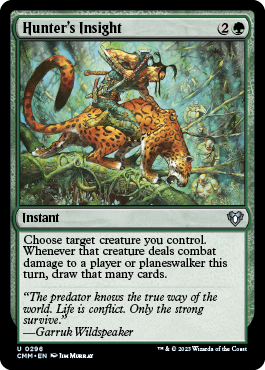 Hunter's Insight 2
Instant
Choose target creature you control.
Whenever that creature deals combat
damage to a player or planeswalker this
turn, draw that many cards.
“The predator knows the true way of the
world. Life is conflict. Only the strong
survive.”
—Garruk Wildspeaker
U 0296
CMM • EN JIM MURRAY
™ & © 2023 Wizards of the Coast